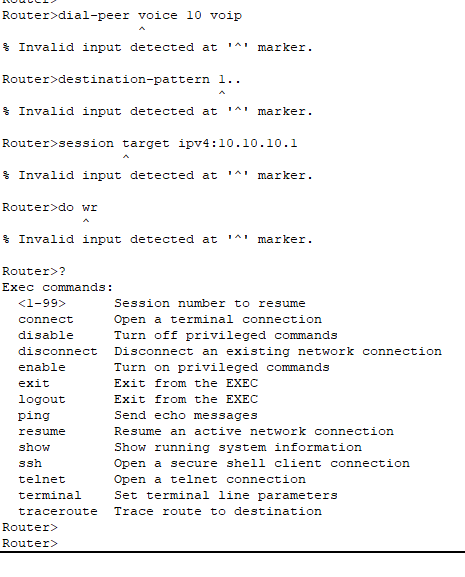 Router>
Router>dial-peer voice 10 voip
^
% Invalid input detected at '^' marker.
Router>destination-pattern 1..
^
% Invalid input detected at '^' marker.
Router>session target ipv4:10.10.10.1
^
% Invalid input detected at '^' marker.
Router>do wr
^
% Invalid input detected at '^' marker.
Router>?
Exec commands:
<1-99> Session number to resume
connect Open a terminal connection
disable Turn off privileged commands
disconnect Disconnect an existing network connection
enable Turn on privileged commands
exit Exit from the EXEC
logout Exit from the EXEC
ping Send echo messages
resume Resume an active network connection
show Show running system information
ssh Open a secure shell client connection
telnet Open a telnet connection
terminal Set terminal line parameters
traceroute Trace route to destination
Router>
Router>